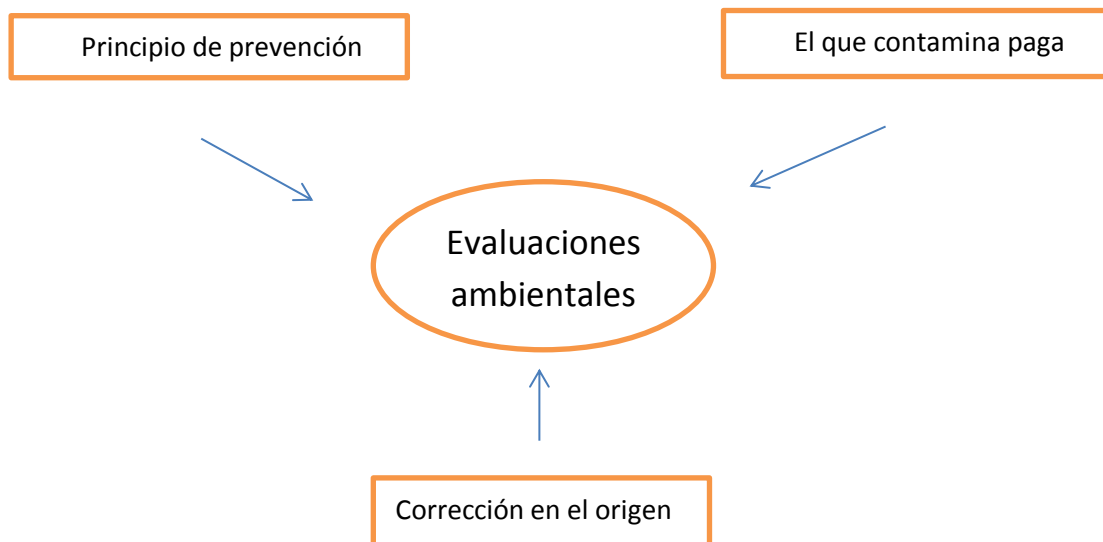 Principio de prevención
El que contamina paga
Evaluaciones
ambientales
Corrección en el origen